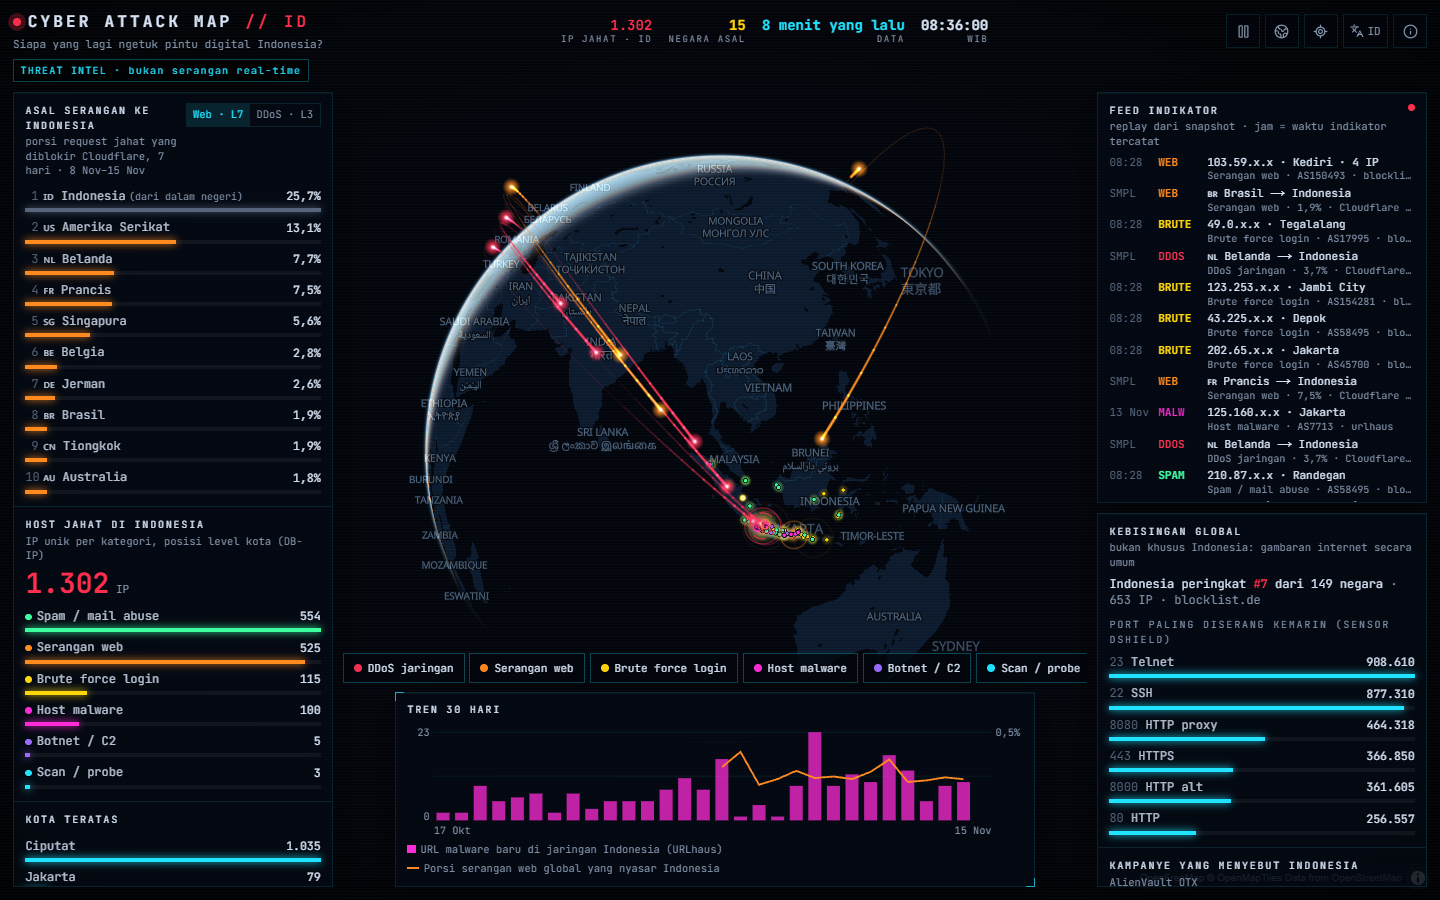 CYBER ATTACK MAP // ID
Siapa yang lagi ngetuk pintu digital Indonesia?
THREAT INTEL · bukan serangan real-time
1.302
IP JAHAT · ID
15
NEGARA ASAL
8 menit yang lalu
DATA
08:36:00
WIB
ID
ASAL SERANGAN KE
INDONESIA
Web · L7
DDoS · L3
porsi request jahat yang
diblokir Cloudflare, 7
hari · 8 Nov–15 Nov
1 ID Indonesia (dari dalam negeri) 25,7%
2 US Amerika Serikat 13,1%
3 NL Belanda 7,7%
4 FR Prancis 7,5%
5 SG Singapura 5,6%
6 BE Belgia 2,8%
7 DE Jerman 2,6%
8 BR Brasil 1,9%
9 CN Tiongkok 1,9%
10 AU Australia 1,8%
HOST JAHAT DI INDONESIA
IP unik per kategori, posisi level kota (DB-
IP)
1.302 IP
Spam / mail abuse 554
Serangan web 525
Brute force login 115
Host malware 100
Botnet / C2 5
Scan / probe 3
KOTA TERATAS
Ciputat 1.035
Jakarta 79
RUSSIA
РОССИЯ
FINLAND
BELARUS
БЕЛАРУСЬ
ROMANIA
TURKEY
MONGOLIA
МОНГОЛ УЛС
TAJIKISTAN
ТОҶИКИСТОН
CHINA
中国
SOUTH KOREA
대한민국
TOKYO
東京都
IRAN
ایران
PAKISTAN
NEPAL
नेपाल
SAUDI ARABIA
السعودية
INDIA
TAIWAN
臺灣
LAOS
ປະເທດລາວ
YEMEN
اليمن
VIETNAM
ETHIOPIA
ኢትዮጵያ
PHILIPPINES
SRI LANKA
ශ්‍රී ලංකාව இலங்கை
KENYA
MALAYSIA
BRUNEI
بروني دارالسلام
BURUNDI
TANZANIA
INDONESIA
PAPUA NEW GUINEA
ZAMBIA
TIMOR-LESTE
MOZAMBIQUE
ESWATINI
AUSTRALIA
SYDNEY
DDoS jaringan
Serangan web
Brute force login
Host malware
Botnet / C2
Scan / probe
TREN 30 HARI
23
0,5%
0
17 Okt
15 Nov
URL malware baru di jaringan Indonesia (URLhaus)
Porsi serangan web global yang nyasar Indonesia
FEED INDIKATOR
replay dari snapshot · jam = waktu indikator
tercatat
08:28 WEB 103.59.x.x · Kediri · 4 IP
Serangan web · AS150493 · blockli…
SMPL WEB BR Brasil ⟶ Indonesia
Serangan web · 1,9% · Cloudflare …
08:28 BRUTE 49.0.x.x · Tegalalang
Brute force login · AS17995 · blo…
SMPL DDOS NL Belanda ⟶ Indonesia
DDoS jaringan · 3,7% · Cloudflare…
08:28 BRUTE 123.253.x.x · Jambi City
Brute force login · AS154281 · bl…
08:28 BRUTE 43.225.x.x · Depok
Brute force login · AS58495 · blo…
08:28 BRUTE 202.65.x.x · Jakarta
Brute force login · AS45700 · blo…
SMPL WEB FR Prancis ⟶ Indonesia
Serangan web · 7,5% · Cloudflare …
13 Nov MALW 125.160.x.x · Jakarta
Host malware · AS7713 · urlhaus
SMPL DDOS NL Belanda ⟶ Indonesia
DDoS jaringan · 3,7% · Cloudflare…
08:28 SPAM 210.87.x.x · Randegan
Spam / mail abuse · AS58495 · blo…
KEBISINGAN GLOBAL
bukan khusus Indonesia: gambaran internet secara
umum
Indonesia peringkat #7 dari 149 negara ·
653 IP · blocklist.de
PORT PALING DISERANG KEMARIN (SENSOR
DSHIELD)
23 Telnet 908.610
22 SSH 877.310
8080 HTTP proxy 464.318
443 HTTPS 366.850
8000 HTTP alt 361.605
80 HTTP 256.557
KAMPANYE YANG MENYEBUT INDONESIA
AlienVault OTX
© OpenMapTiles Data from OpenStreetMap